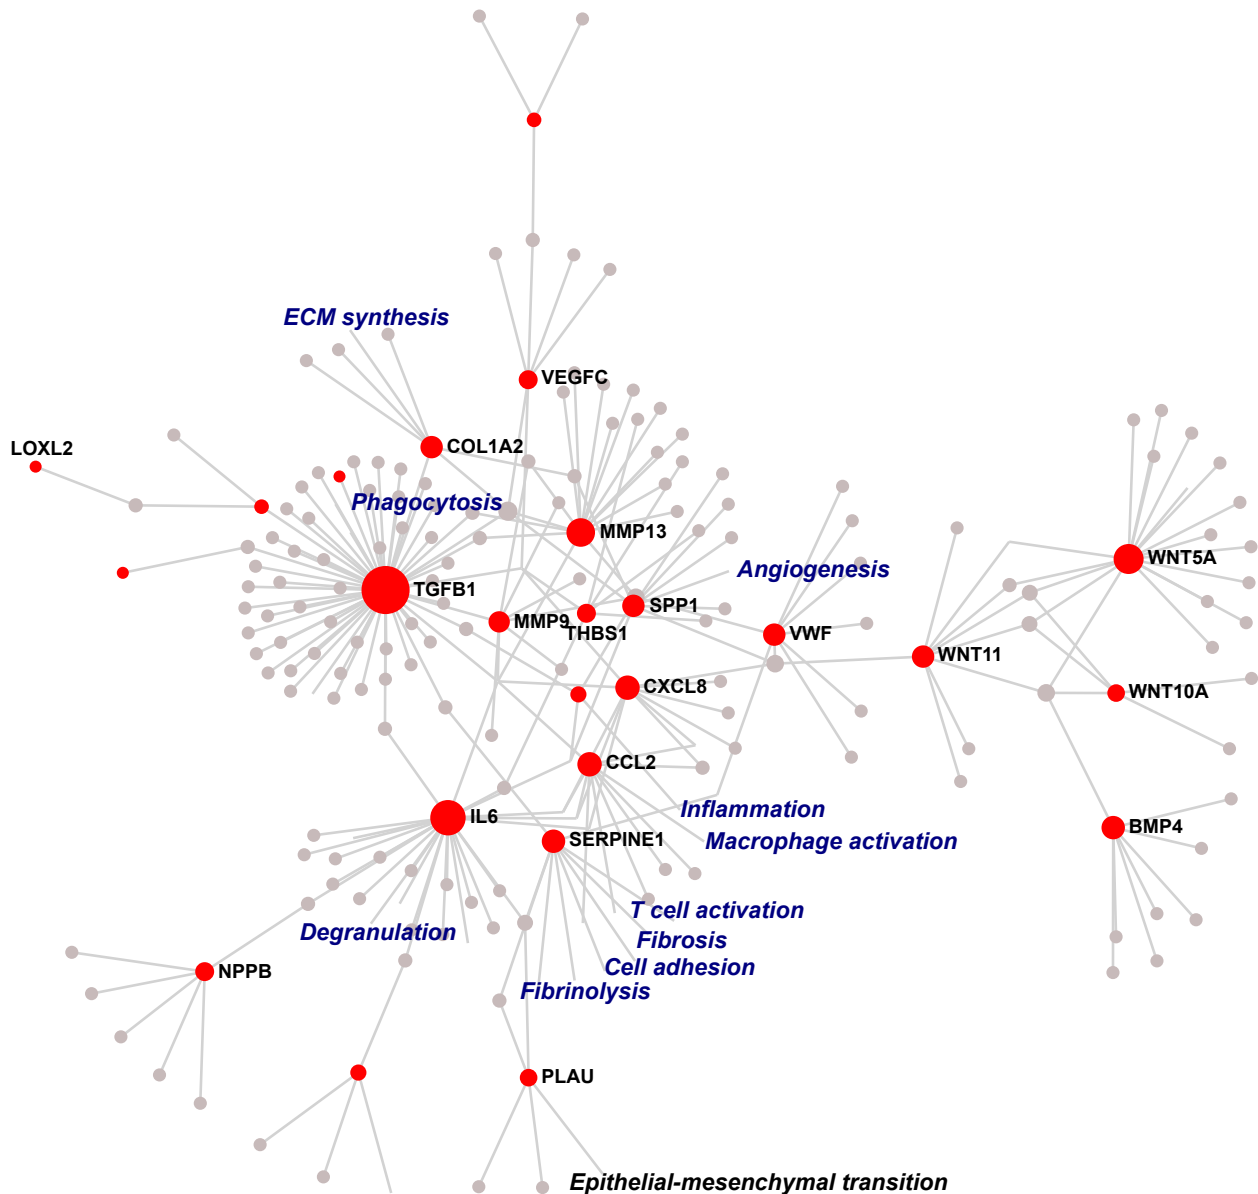 ECM synthesis
VEGFC
LOXL2
COL1A2
Phagocytosis
MMP13
WNT5A
Angiogenesis
TGFB1
SPP1
MMP9
THBS1
VWF
WNT11
CXCL8
WNT10A
CCL2
Inflammation
IL6
BMP4
SERPINE1
Macrophage activation
T cell activation
Degranulation
Fibrosis
Cell adhesion
NPPB
Fibrinolysis
PLAU
Epithelial-mesenchymal transition